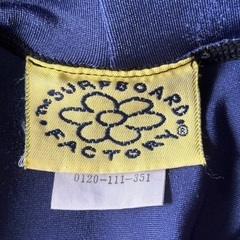 • the SURFBOARD
FACTORY • ®
0120-111-351